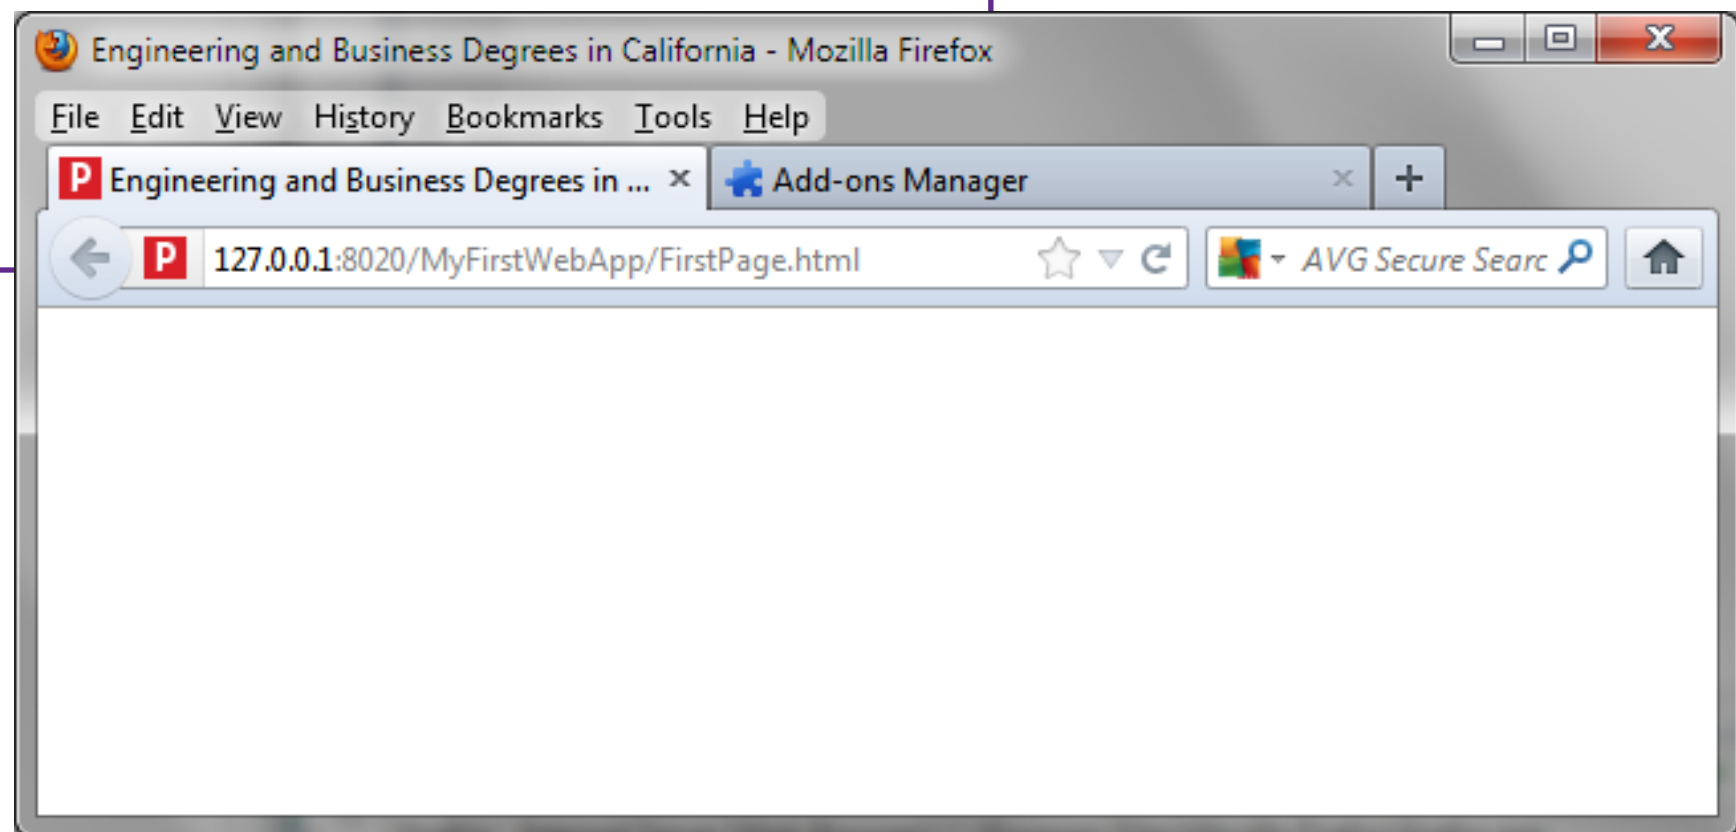 Engineering and Business Degrees in California - Mozilla Firefox
File Edit View History Bookmarks Tools Help
P Engineering and Business Degrees in ... Add-ons Manager
P 127.0.0.1:8020/MyFirstWebApp/FirstPage.html AVG Secure Searc